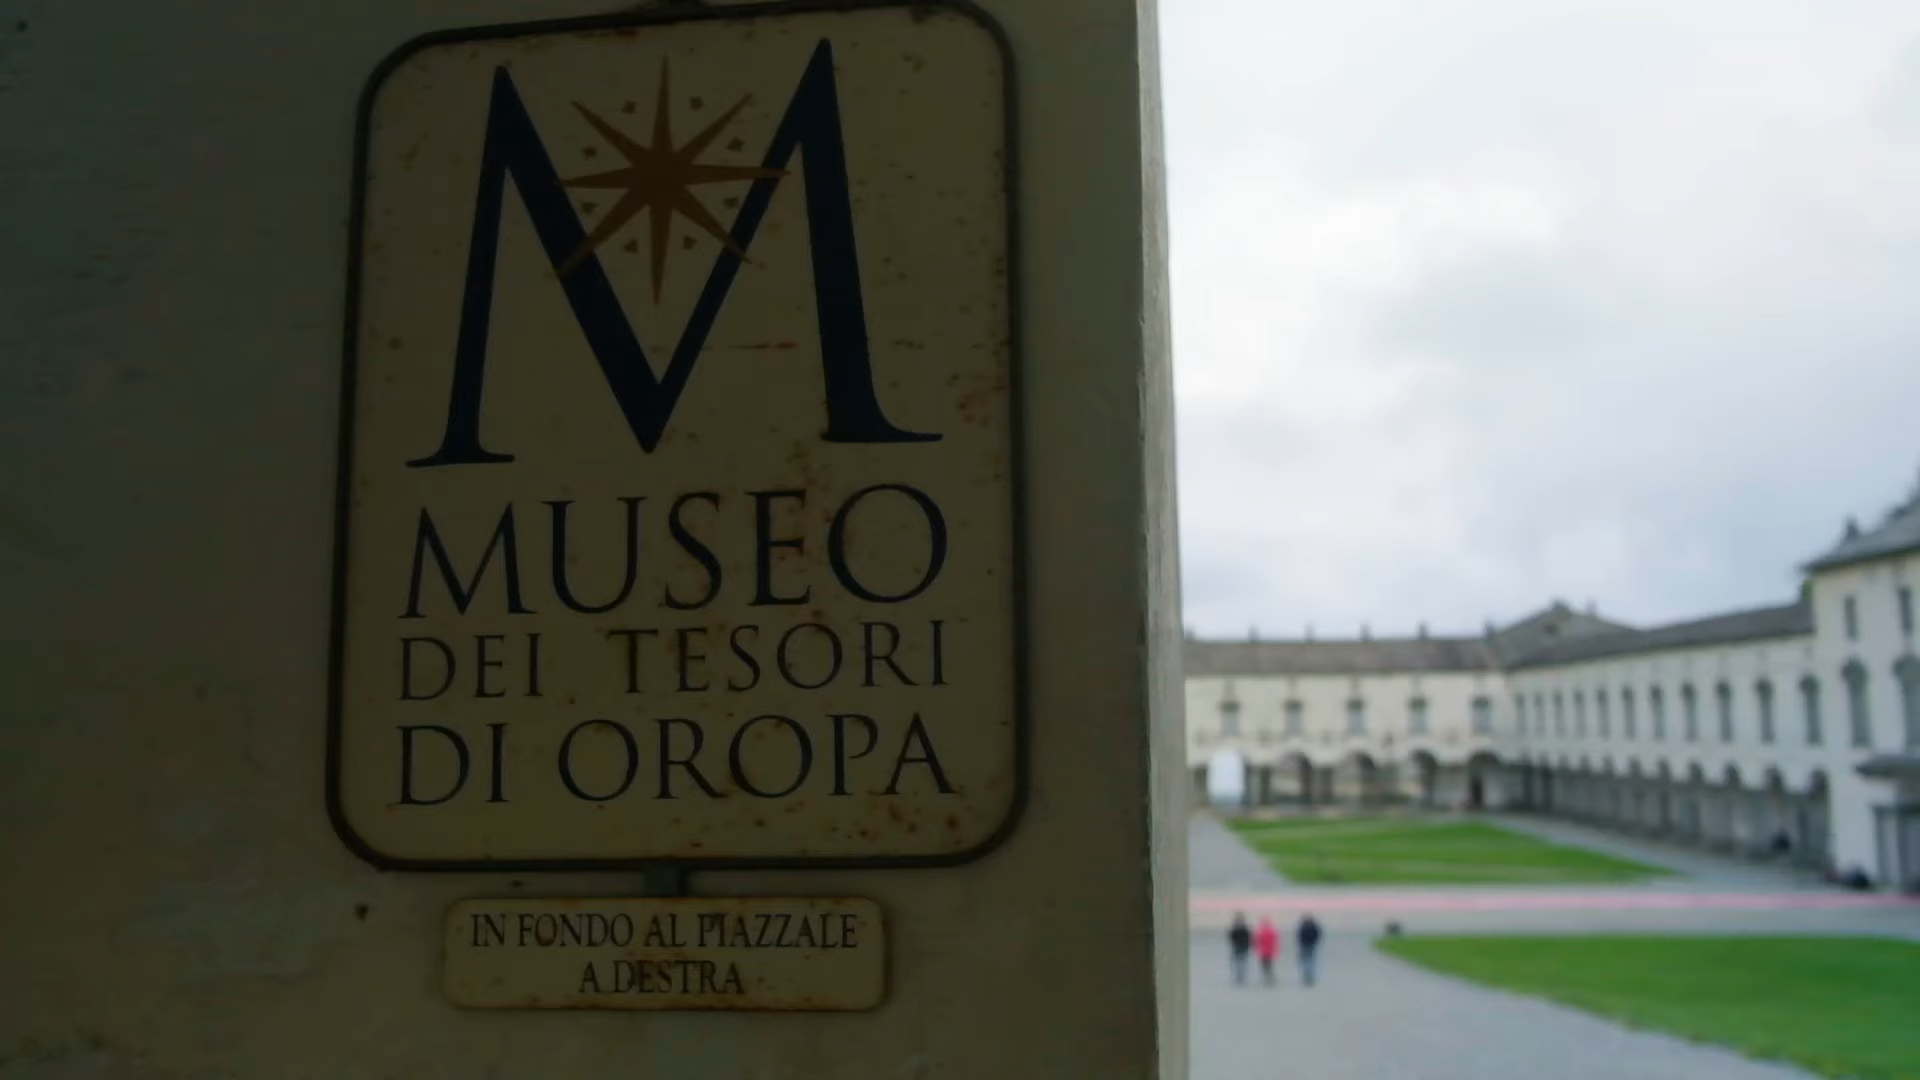 M
MUSEO
DEI TESORI
DI OROPA
IN FONDO AL PIAZZALE
A DESTRA